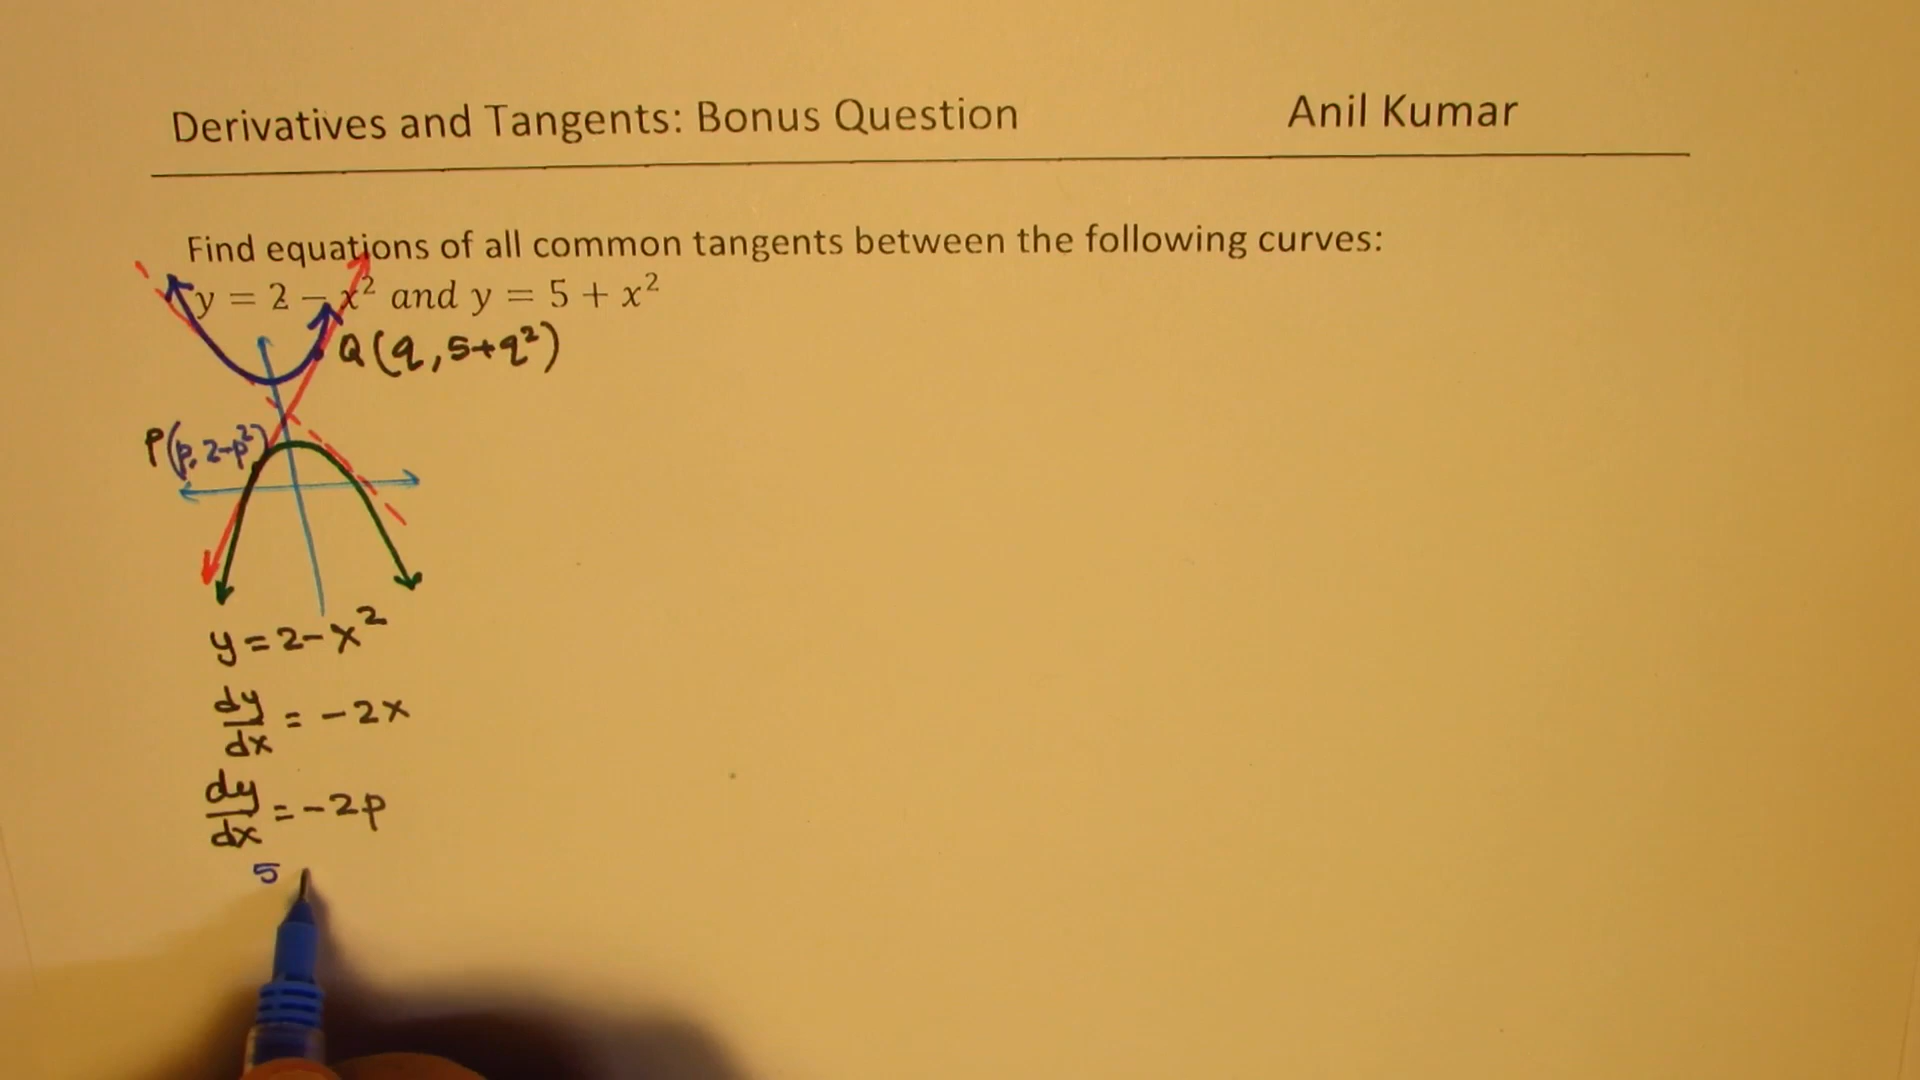 Derivatives and Tangents: Bonus Question Anil Kumar
Find equations of all common tangents between the following curves:
y = 2 − x² and y = 5 + x²
Q(q, 5+q²)
P(p, 2-p²)
y = 2 - x²
dy/dx = -2x
dy/dx = -2p
5